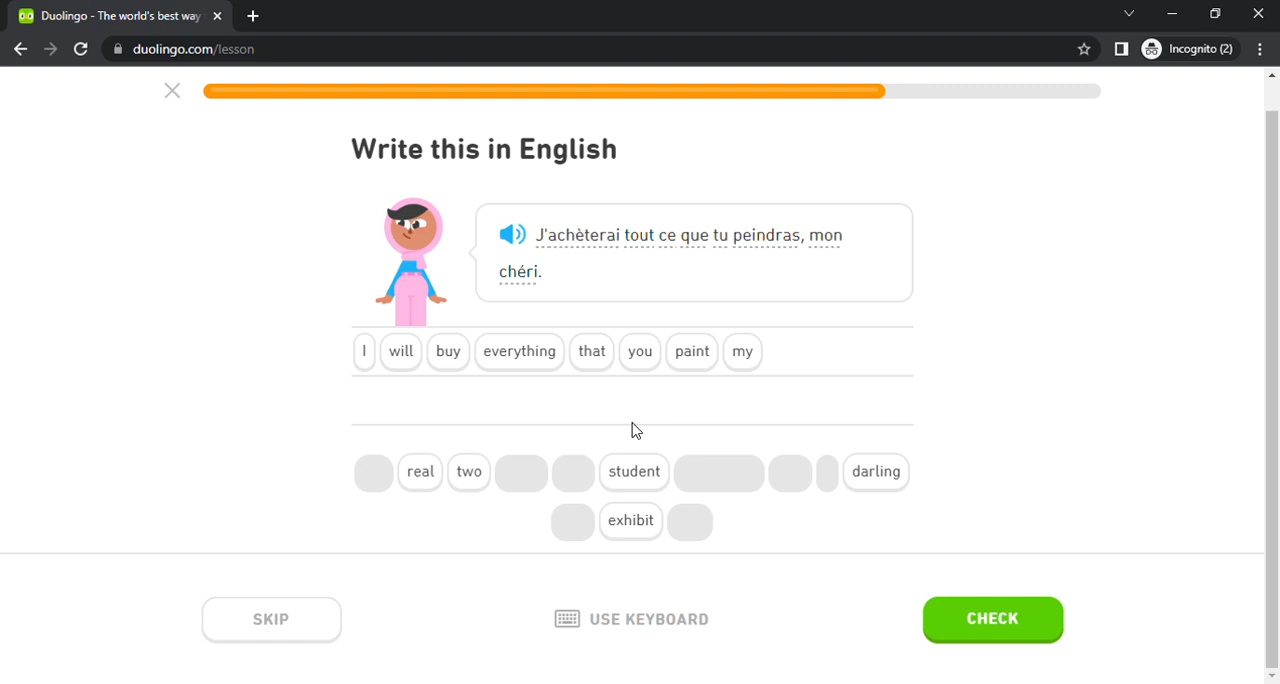 Duolingo - The world's best way
duolingo.com/lesson
Incognito (2)
Write this in English
J'achèterai tout ce que tu peindras, mon
chéri.
I will buy everything that you paint my
real two student darling
exhibit
SKIP USE KEYBOARD CHECK